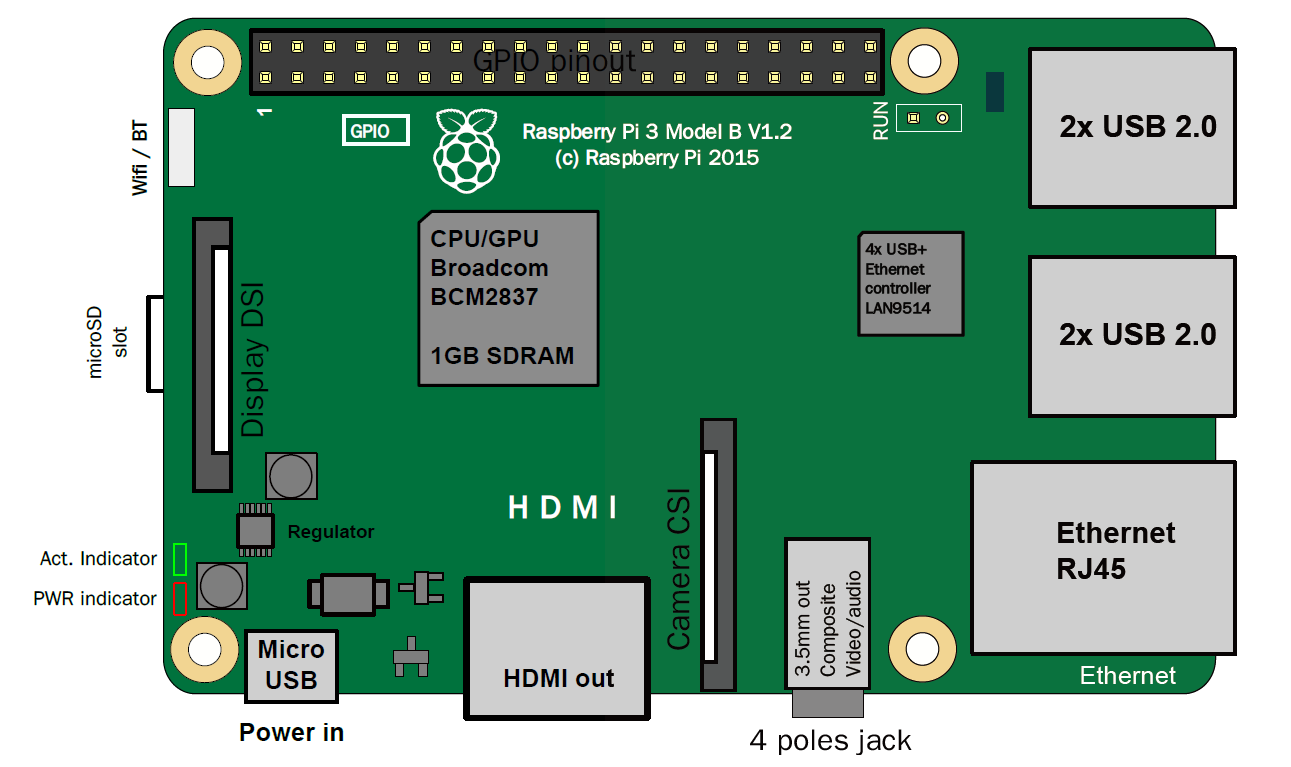 GPIO pinout
1
GPIO
Raspberry Pi 3 Model B V1.2
(c) Raspberry Pi 2015
RUN
2x USB 2.0
Wifi / BT
CPU/GPU
Broadcom
BCM2837
1GB SDRAM
4x USB+
Ethernet
controller
LAN9514
2x USB 2.0
microSD
slot
Display DSI
Regulator
HDMI
Camera CSI
Act. Indicator
PWR indicator
Ethernet
RJ45
3.5mm out
Composite
Video/audio
Micro
USB
HDMI out
Ethernet
Power in
4 poles jack